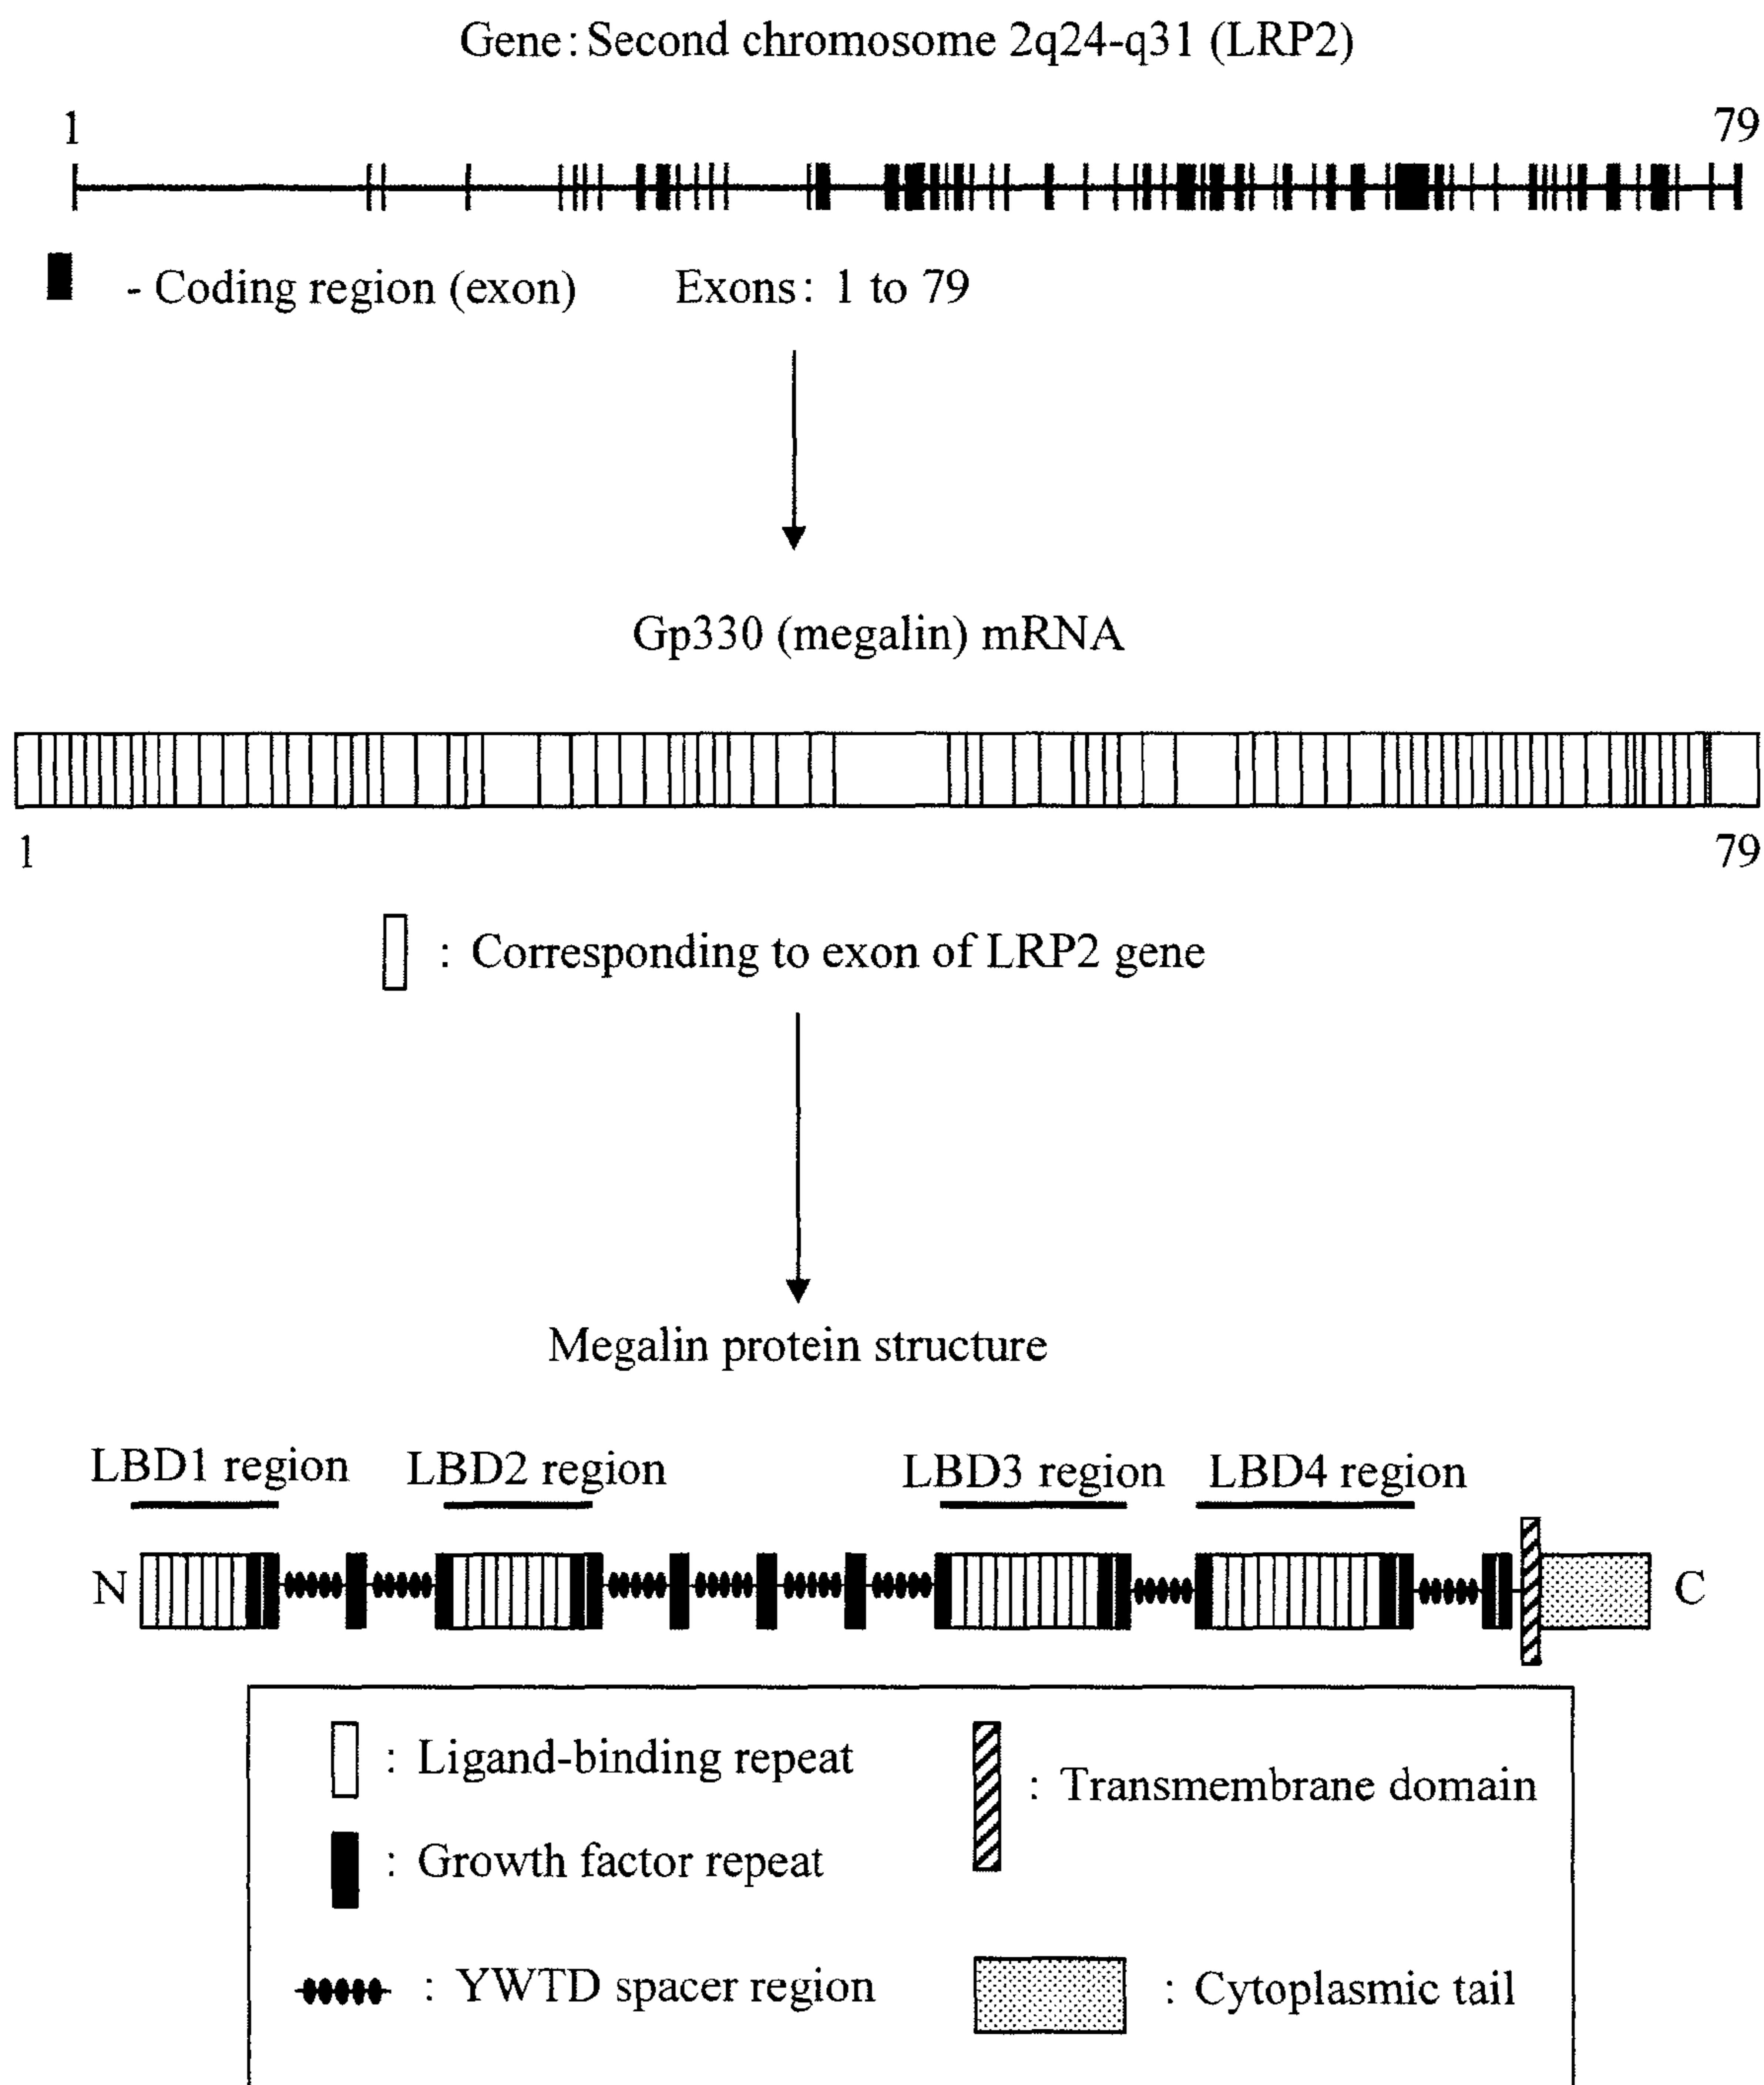 Gene: Second chromosome 2q24-q31 (LRP2)
1 79
- Coding region (exon) Exons: 1 to 79
Gp330 (megalin) mRNA
1 79
: Corresponding to exon of LRP2 gene
Megalin protein structure
LBD1 region LBD2 region LBD3 region LBD4 region
N C
: Ligand-binding repeat
: Transmembrane domain
: Growth factor repeat
: YWTD spacer region
: Cytoplasmic tail